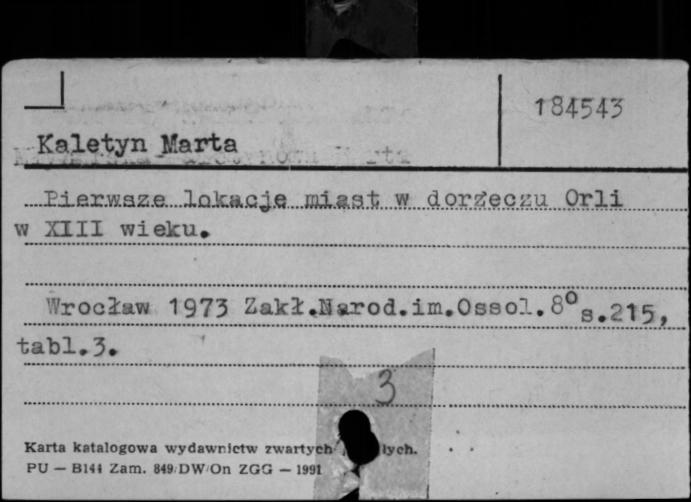 184543
Kaletyn Marta
Pierwsze lokacje miast w dorzeczu Orli
w XIII wieku.
Wrocław 1973 Zakł.Narod.im.Ossol.8° s.215,
tabl.3.
3
Karta katalogowa wydawnictw zwartych lych.
PU — B144 Zam. 849/DW/On ZGG — 1991